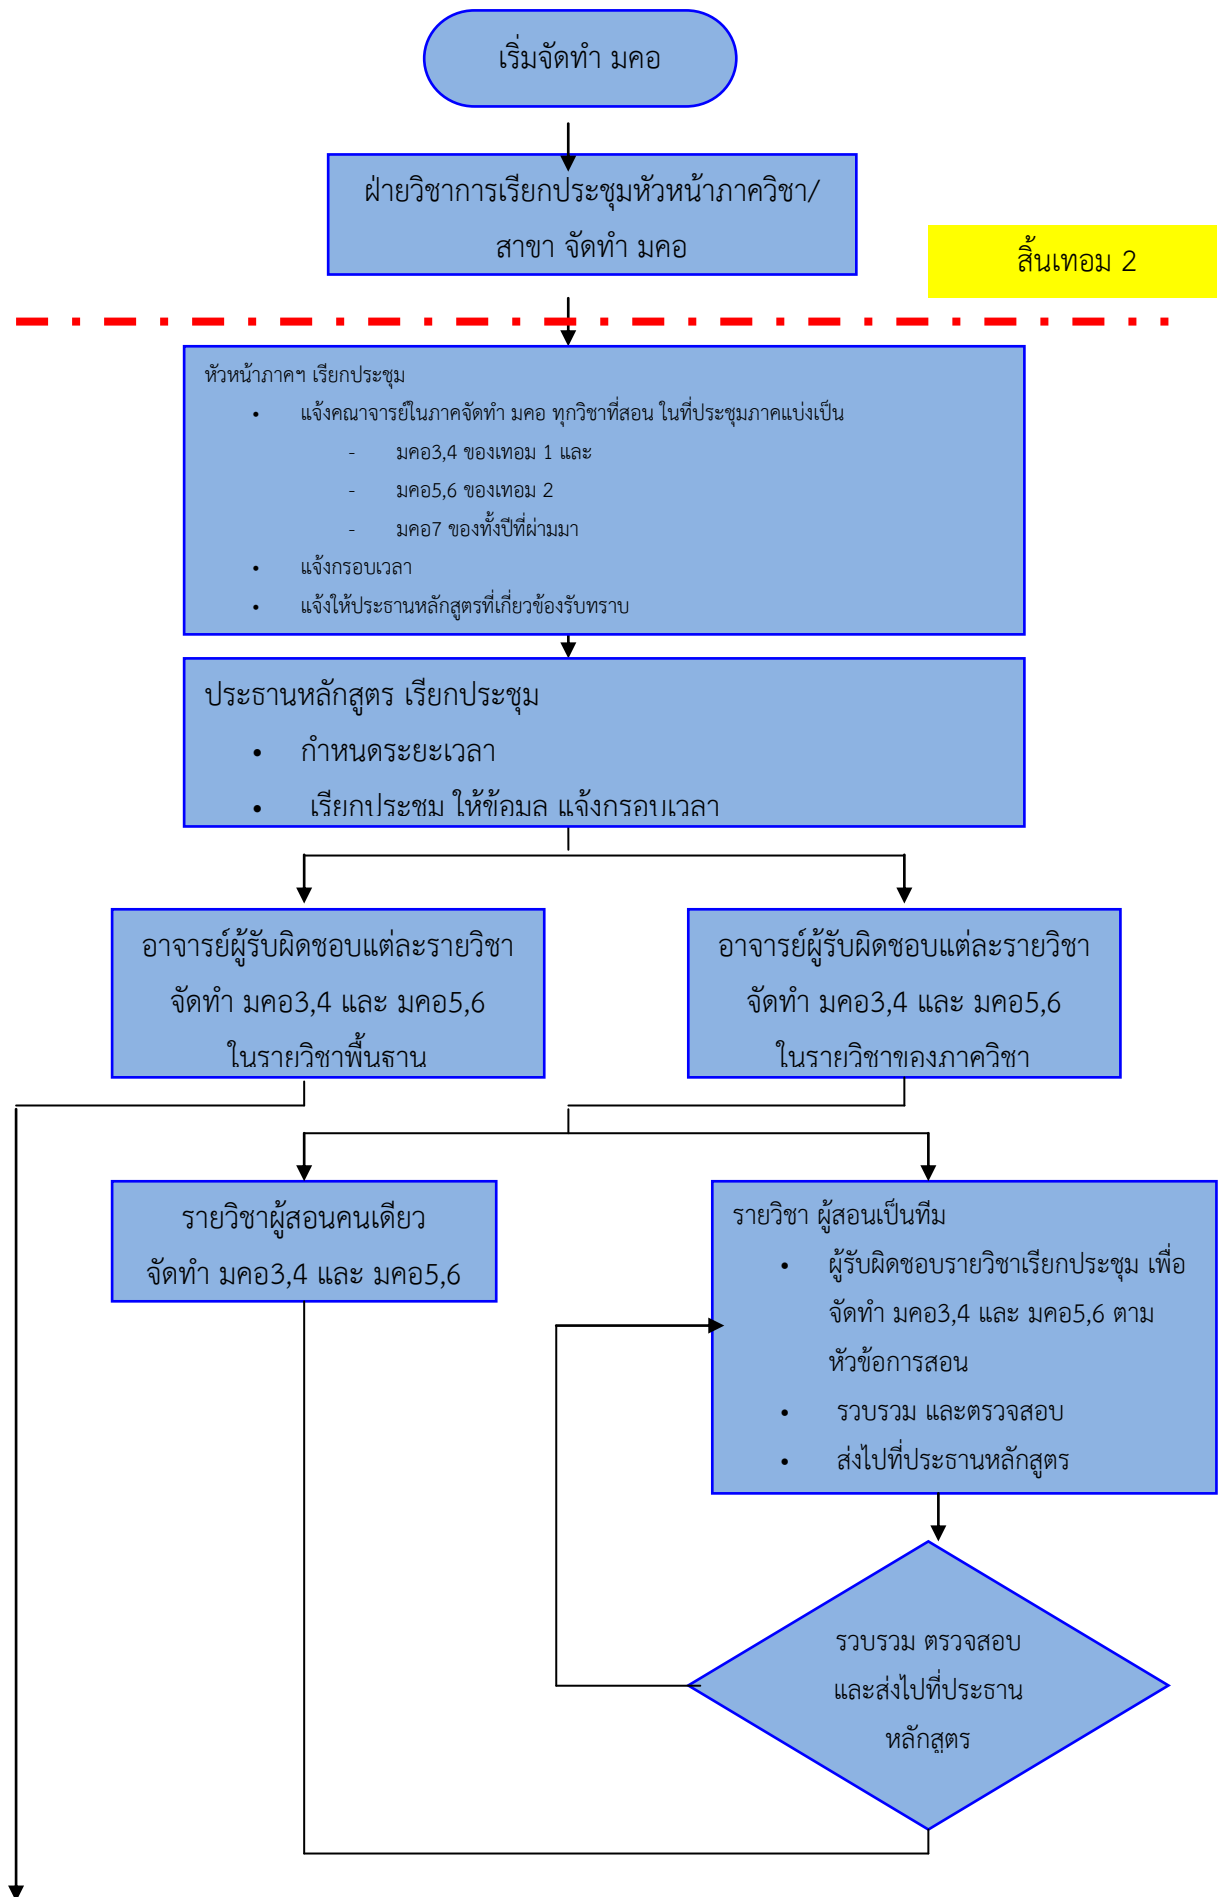 เริ่มจัดทำ มคอ
ฝ่ายวิชาการเรียกประชุมหัวหน้าภาควิชา/
สาขา จัดทำ มคอ
สิ้นเทอม 2
หัวหน้าภาคฯ เรียกประชุม
• แจ้งคณาจารย์ในภาคจัดทำ มคอ ทุกวิชาที่สอน ในที่ประชุมภาคแบ่งเป็น
- มคอ3,4 ของเทอม 1 และ
- มคอ5,6 ของเทอม 2
- มคอ7 ของทั้งปีที่ผ่ามมา
• แจ้งกรอบเวลา
• แจ้งให้ประธานหลักสูตรที่เกี่ยวข้องรับทราบ
ประธานหลักสูตร เรียกประชุม
• กำหนดระยะเวลา
• เรียกประชุม ให้ข้อมูล แจ้งกรอบเวลา
อาจารย์ผู้รับผิดชอบแต่ละรายวิชา
จัดทำ มคอ3,4 และ มคอ5,6
ในรายวิชาพื้นฐาน
อาจารย์ผู้รับผิดชอบแต่ละรายวิชา
จัดทำ มคอ3,4 และ มคอ5,6
ในรายวิชาของภาควิชา
รายวิชาผู้สอนคนเดียว
จัดทำ มคอ3,4 และ มคอ5,6
รายวิชา ผู้สอนเป็นทีม
• ผู้รับผิดชอบรายวิชาเรียกประชุม เพื่อ
จัดทำ มคอ3,4 และ มคอ5,6 ตาม
หัวข้อการสอน
• รวบรวม และตรวจสอบ
• ส่งไปที่ประธานหลักสูตร
รวบรวม ตรวจสอบ
และส่งไปที่ประธาน
หลักสูตร